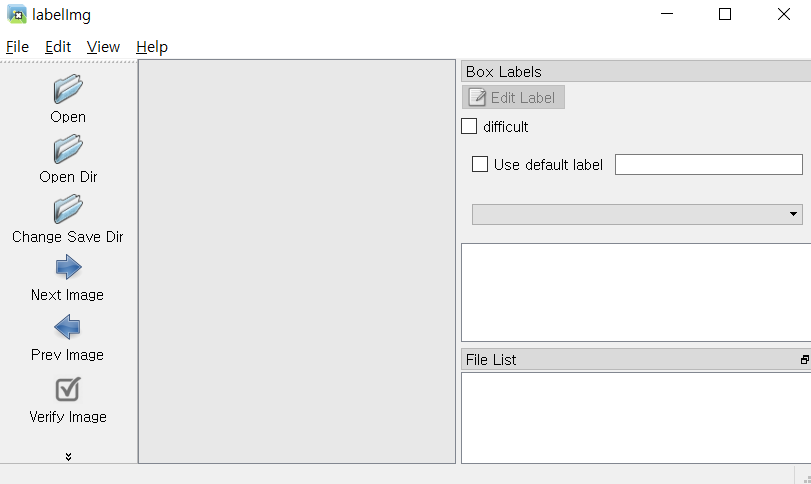 labelImg
File Edit View Help
Open
Open Dir
Change Save Dir
Next Image
Prev Image
Verify Image
Box Labels
Edit Label
difficult
Use default label
File List